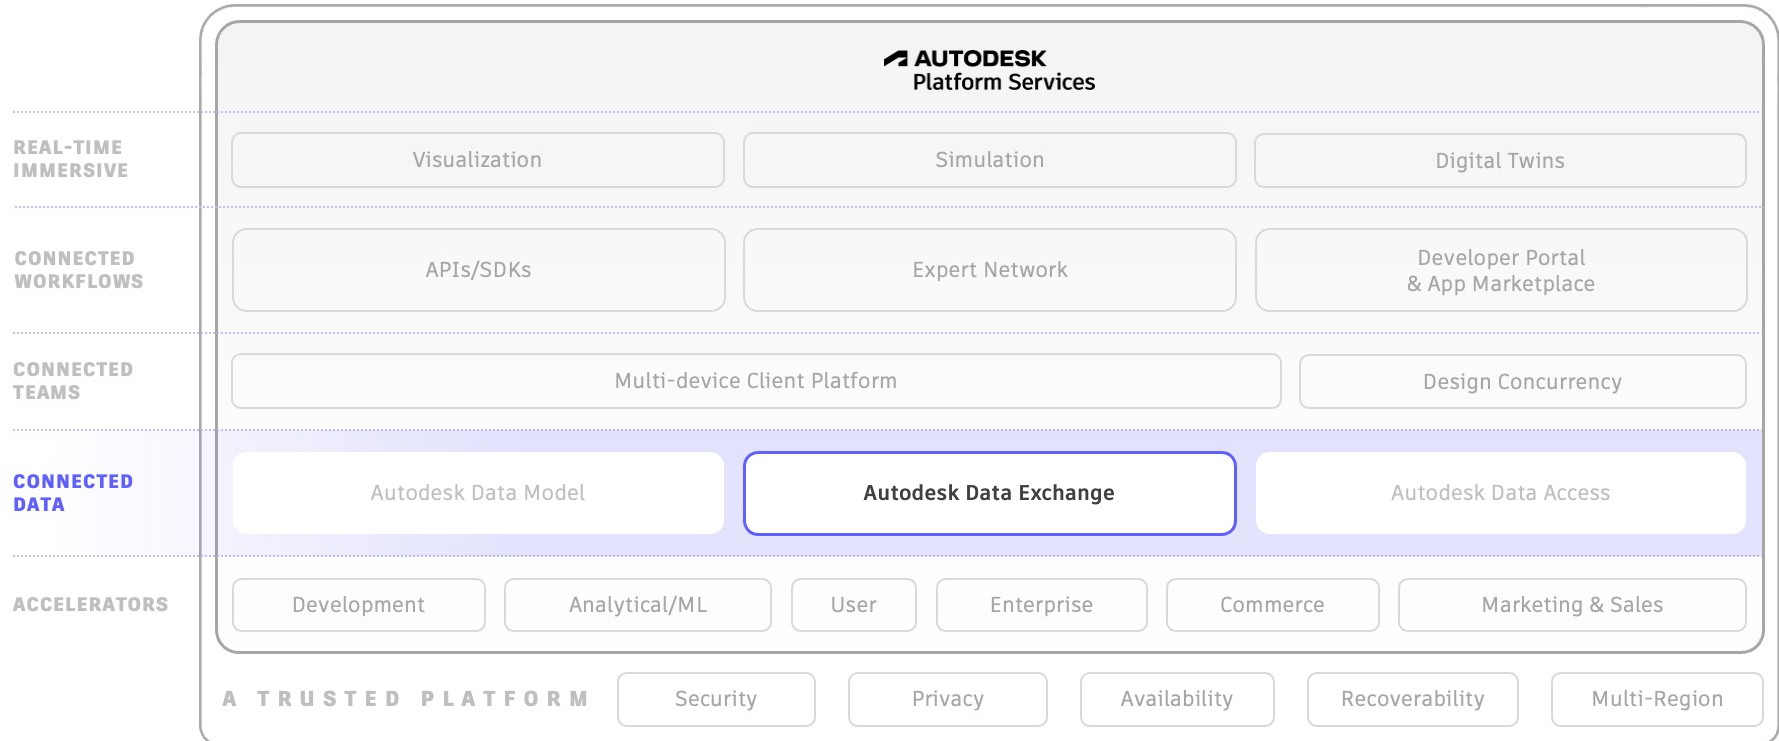 AUTODESK
Platform Services
REAL-TIME
IMMERSIVE
Visualization
Simulation
Digital Twins
CONNECTED
WORKFLOWS
APIs/SDKs
Expert Network
Developer Portal
& App Marketplace
CONNECTED
TEAMS
Multi-device Client Platform
Design Concurrency
CONNECTED
DATA
Autodesk Data Model
Autodesk Data Exchange
Autodesk Data Access
ACCELERATORS
Development
Analytical/ML
User
Enterprise
Commerce
Marketing & Sales
A TRUSTED PLATFORM
Security
Privacy
Availability
Recoverability
Multi-Region